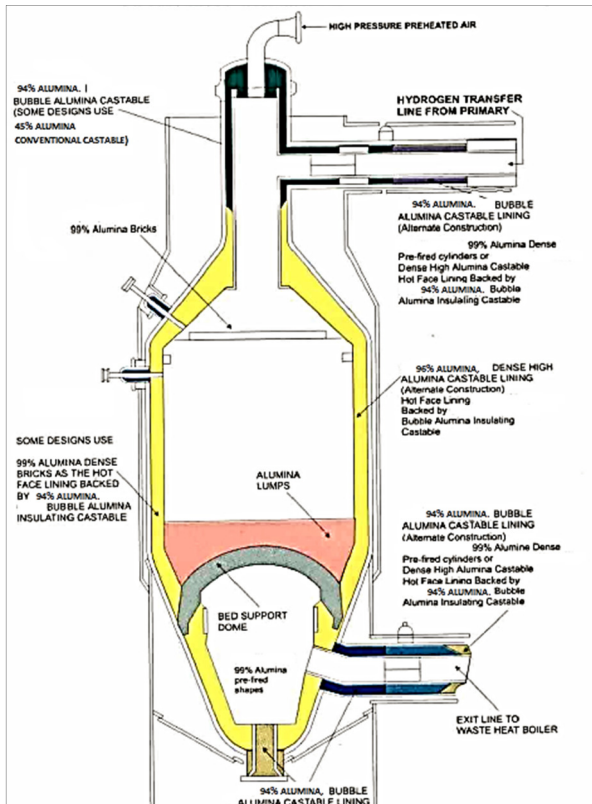 HIGH PRESSURE PREHEATED AIR
94% ALUMINA. |
BUBBLE ALUMINA CASTABLE
(SOME DESIGNS USE
45% ALUMINA
CONVENTIONAL CASTABLE)
HYDROGEN TRANSFER
LINE FROM PRIMARY
94% ALUMINA. BUBBLE
ALUMINA CASTABLE LINING
(Alternate Construction)
99% Alumina Dense
Pre-fired cylinders or
Dense High Alumina Castable
Hot Face Lining Backed by
94% ALUMINA. Bubble
Alumina Insulating Castable
99% Alumina Bricks
96% ALUMINA, DENSE HIGH
ALUMINA CASTABLE LINING
(Alternate Construction)
Hot Face Lining
Backed by
Bubble Alumina Insulating
Castable
SOME DESIGNS USE
99% ALUMINA DENSE
BRICKS AS THE HOT
FACE LINING BACKED
BY 94% ALUMINA.
BUBBLE ALUMINA
INSULATING CASTABLE
ALUMINA
LUMPS
94% ALUMINA. BUBBLE
ALUMINA CASTABLE LINING
(Alternate Construction)
99% Alumine Dense
Pre-fired cylinders or
Dense High Alumina Castable
Hot Face Lining Backed by
94% ALUMINA. Bubble
Alumina Insulating Castable
BED SUPPORT
DOME
99% Alumina
pre-fired
shapes
EXIT LINE TO
WASTE HEAT BOILER
94% ALUMINA, BUBBLE
ALUMINA CASTABLE LINING